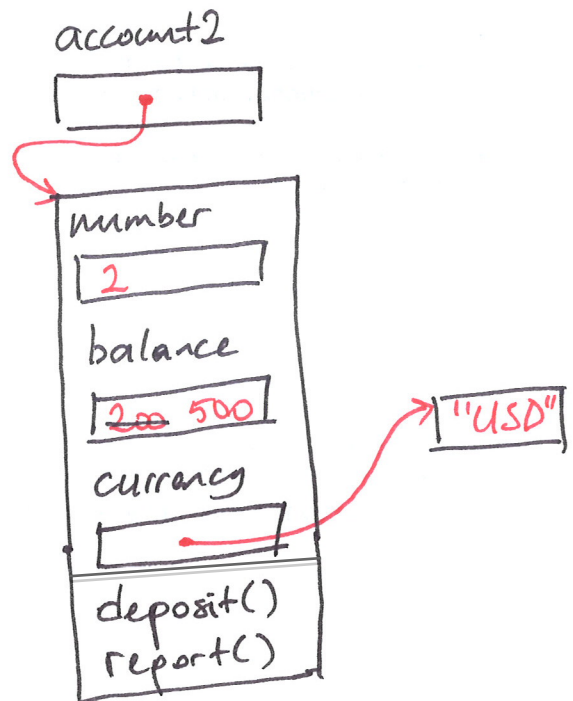 account2
number
2
balance
200 500
currency
"USD"
deposit()
report()